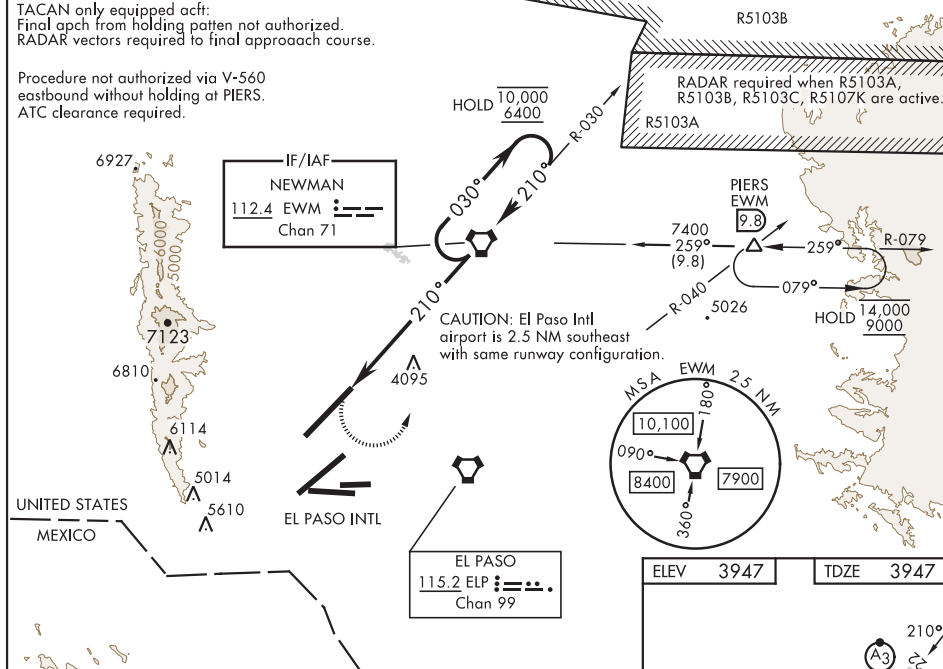 TACAN only equipped acft:
Final apch from holding patten not authorized.
RADAR vectors required to final approaach course.
Procedure not authorized via V-560
eastbound without holding at PIERS.
ATC clearance required.
R5103B
RADAR required when R5103A,
R5103B, R5103C, R5107K are active.
R5103A
HOLD 10,000
6400
R-030
030°
210°
6927
IF/IAF
NEWMAN
112.4 EWM
Chan 71
PIERS
EWM
9.8
7400
259°
(9.8)
259°
R-079
079°
HOLD 14,000
9000
R-040
5026
6000
5000
7123
6810
210°
CAUTION: El Paso Intl
airport is 2.5 NM southeast
with same runway configuration.
4095
6114
5014
5610
UNITED STATES
MEXICO
EL PASO INTL
EL PASO
115.2 ELP
Chan 99
MSA EWM 25 NM
180°
10,100
090°
8400
7900
360°
ELEV 3947
TDZE 3947
210°
A3
22